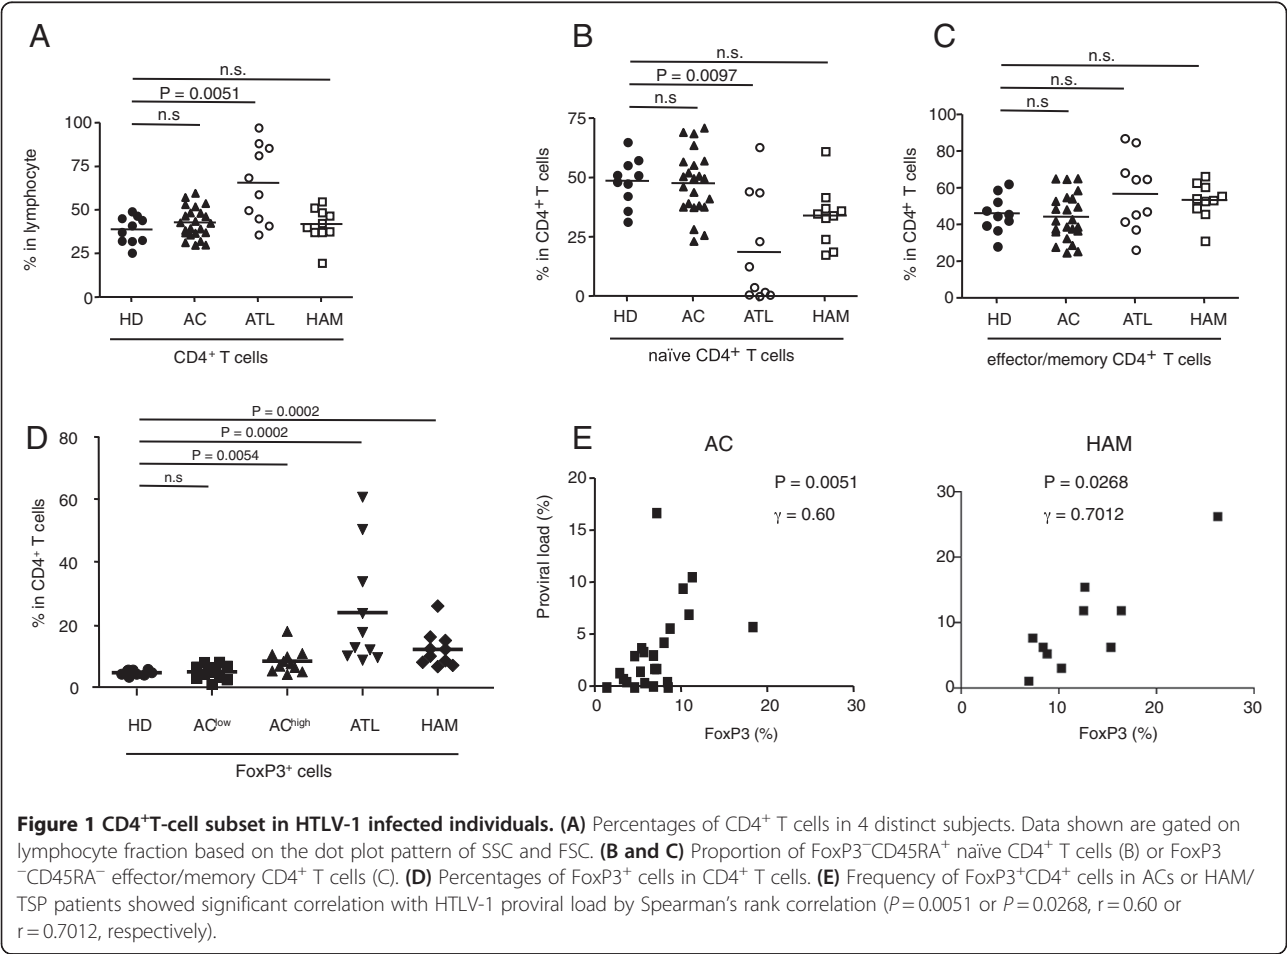 A
n.s.
P = 0.0051
n.s
100
75
50
25
0
% in lymphocyte
HD AC ATL HAM
CD4⁺ T cells
B
n.s.
P = 0.0097
n.s
75
50
25
0
% in CD4⁺ T cells
HD AC ATL HAM
naïve CD4⁺ T cells
C
n.s.
n.s.
n.s
100
80
60
40
20
0
% in CD4⁺ T cells
HD AC ATL HAM
effector/memory CD4⁺ T cells
D
P = 0.0002
P = 0.0002
P = 0.0054
n.s
80
60
40
20
0
% in CD4⁺ T cells
HD AC^low AC^high ATL HAM
FoxP3⁺ cells
E
AC
P = 0.0051
γ = 0.60
20
15
10
5
0
Proviral load (%)
0 10 20 30
FoxP3 (%)
HAM
P = 0.0268
γ = 0.7012
30
20
10
0
0 10 20 30
FoxP3 (%)
Figure 1 CD4⁺T-cell subset in HTLV-1 infected individuals. (A) Percentages of CD4⁺ T cells in 4 distinct subjects. Data shown are gated on
lymphocyte fraction based on the dot plot pattern of SSC and FSC. (B and C) Proportion of FoxP3⁻CD45RA⁺ naïve CD4⁺ T cells (B) or FoxP3
⁻CD45RA⁻ effector/memory CD4⁺ T cells (C). (D) Percentages of FoxP3⁺ cells in CD4⁺ T cells. (E) Frequency of FoxP3⁺CD4⁺ cells in ACs or HAM/
TSP patients showed significant correlation with HTLV-1 proviral load by Spearman's rank correlation (P = 0.0051 or P = 0.0268, r = 0.60 or
r = 0.7012, respectively).